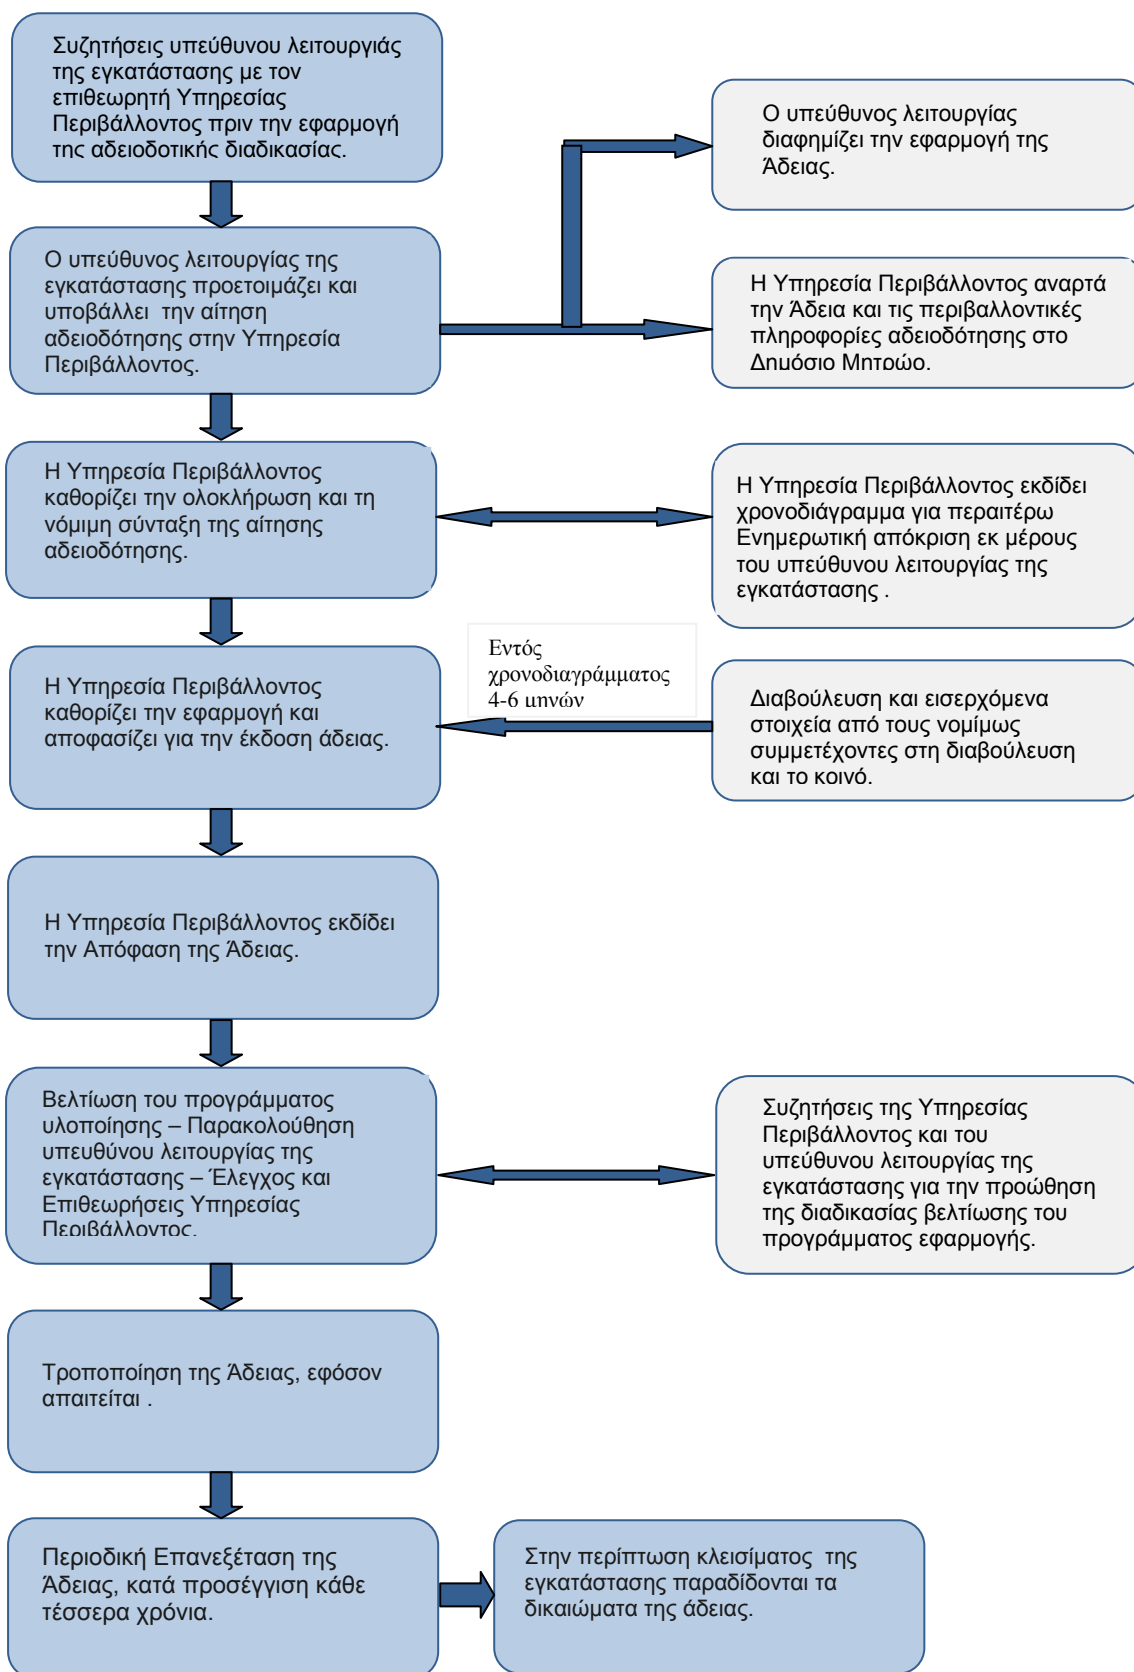 Συζητήσεις υπεύθυνου λειτουργιάς
της εγκατάστασης με τον
επιθεωρητή Υπηρεσίας
Περιβάλλοντος πριν την εφαρμογή
της αδειοδοτικής διαδικασίας.
Ο υπεύθυνος λειτουργίας
διαφημίζει την εφαρμογή της
Άδειας.
Ο υπεύθυνος λειτουργίας της
εγκατάστασης προετοιμάζει και
υποβάλλει την αίτηση
αδειοδότησης στην Υπηρεσία
Περιβάλλοντος.
Η Υπηρεσία Περιβάλλοντος αναρτά
την Άδεια και τις περιβαλλοντικές
πληροφορίες αδειοδότησης στο
Δημόσιο Μητρώο.
Η Υπηρεσία Περιβάλλοντος
καθορίζει την ολοκλήρωση και τη
νόμιμη σύνταξη της αίτησης
αδειοδότησης.
Η Υπηρεσία Περιβάλλοντος εκδίδει
χρονοδιάγραμμα για περαιτέρω
Ενημερωτική απόκριση εκ μέρους
του υπεύθυνου λειτουργίας της
εγκατάστασης .
Εντός
χρονοδιαγράμματος
4-6 μηνών
Η Υπηρεσία Περιβάλλοντος
καθορίζει την εφαρμογή και
αποφασίζει για την έκδοση άδειας.
Διαβούλευση και εισερχόμενα
στοιχεία από τους νομίμως
συμμετέχοντες στη διαβούλευση
και το κοινό.
Η Υπηρεσία Περιβάλλοντος εκδίδει
την Απόφαση της Άδειας.
Βελτίωση του προγράμματος
υλοποίησης – Παρακολούθηση
υπευθύνου λειτουργίας της
εγκατάστασης – Έλεγχος και
Επιθεωρήσεις Υπηρεσίας
Περιβάλλοντος.
Συζητήσεις της Υπηρεσίας
Περιβάλλοντος και του
υπεύθυνου λειτουργίας της
εγκατάστασης για την προώθηση
της διαδικασίας βελτίωσης του
προγράμματος εφαρμογής.
Τροποποίηση της Άδειας, εφόσον
απαιτείται .
Περιοδική Επανεξέταση της
Άδειας, κατά προσέγγιση κάθε
τέσσερα χρόνια.
Στην περίπτωση κλεισίματος της
εγκατάστασης παραδίδονται τα
δικαιώματα της άδειας.